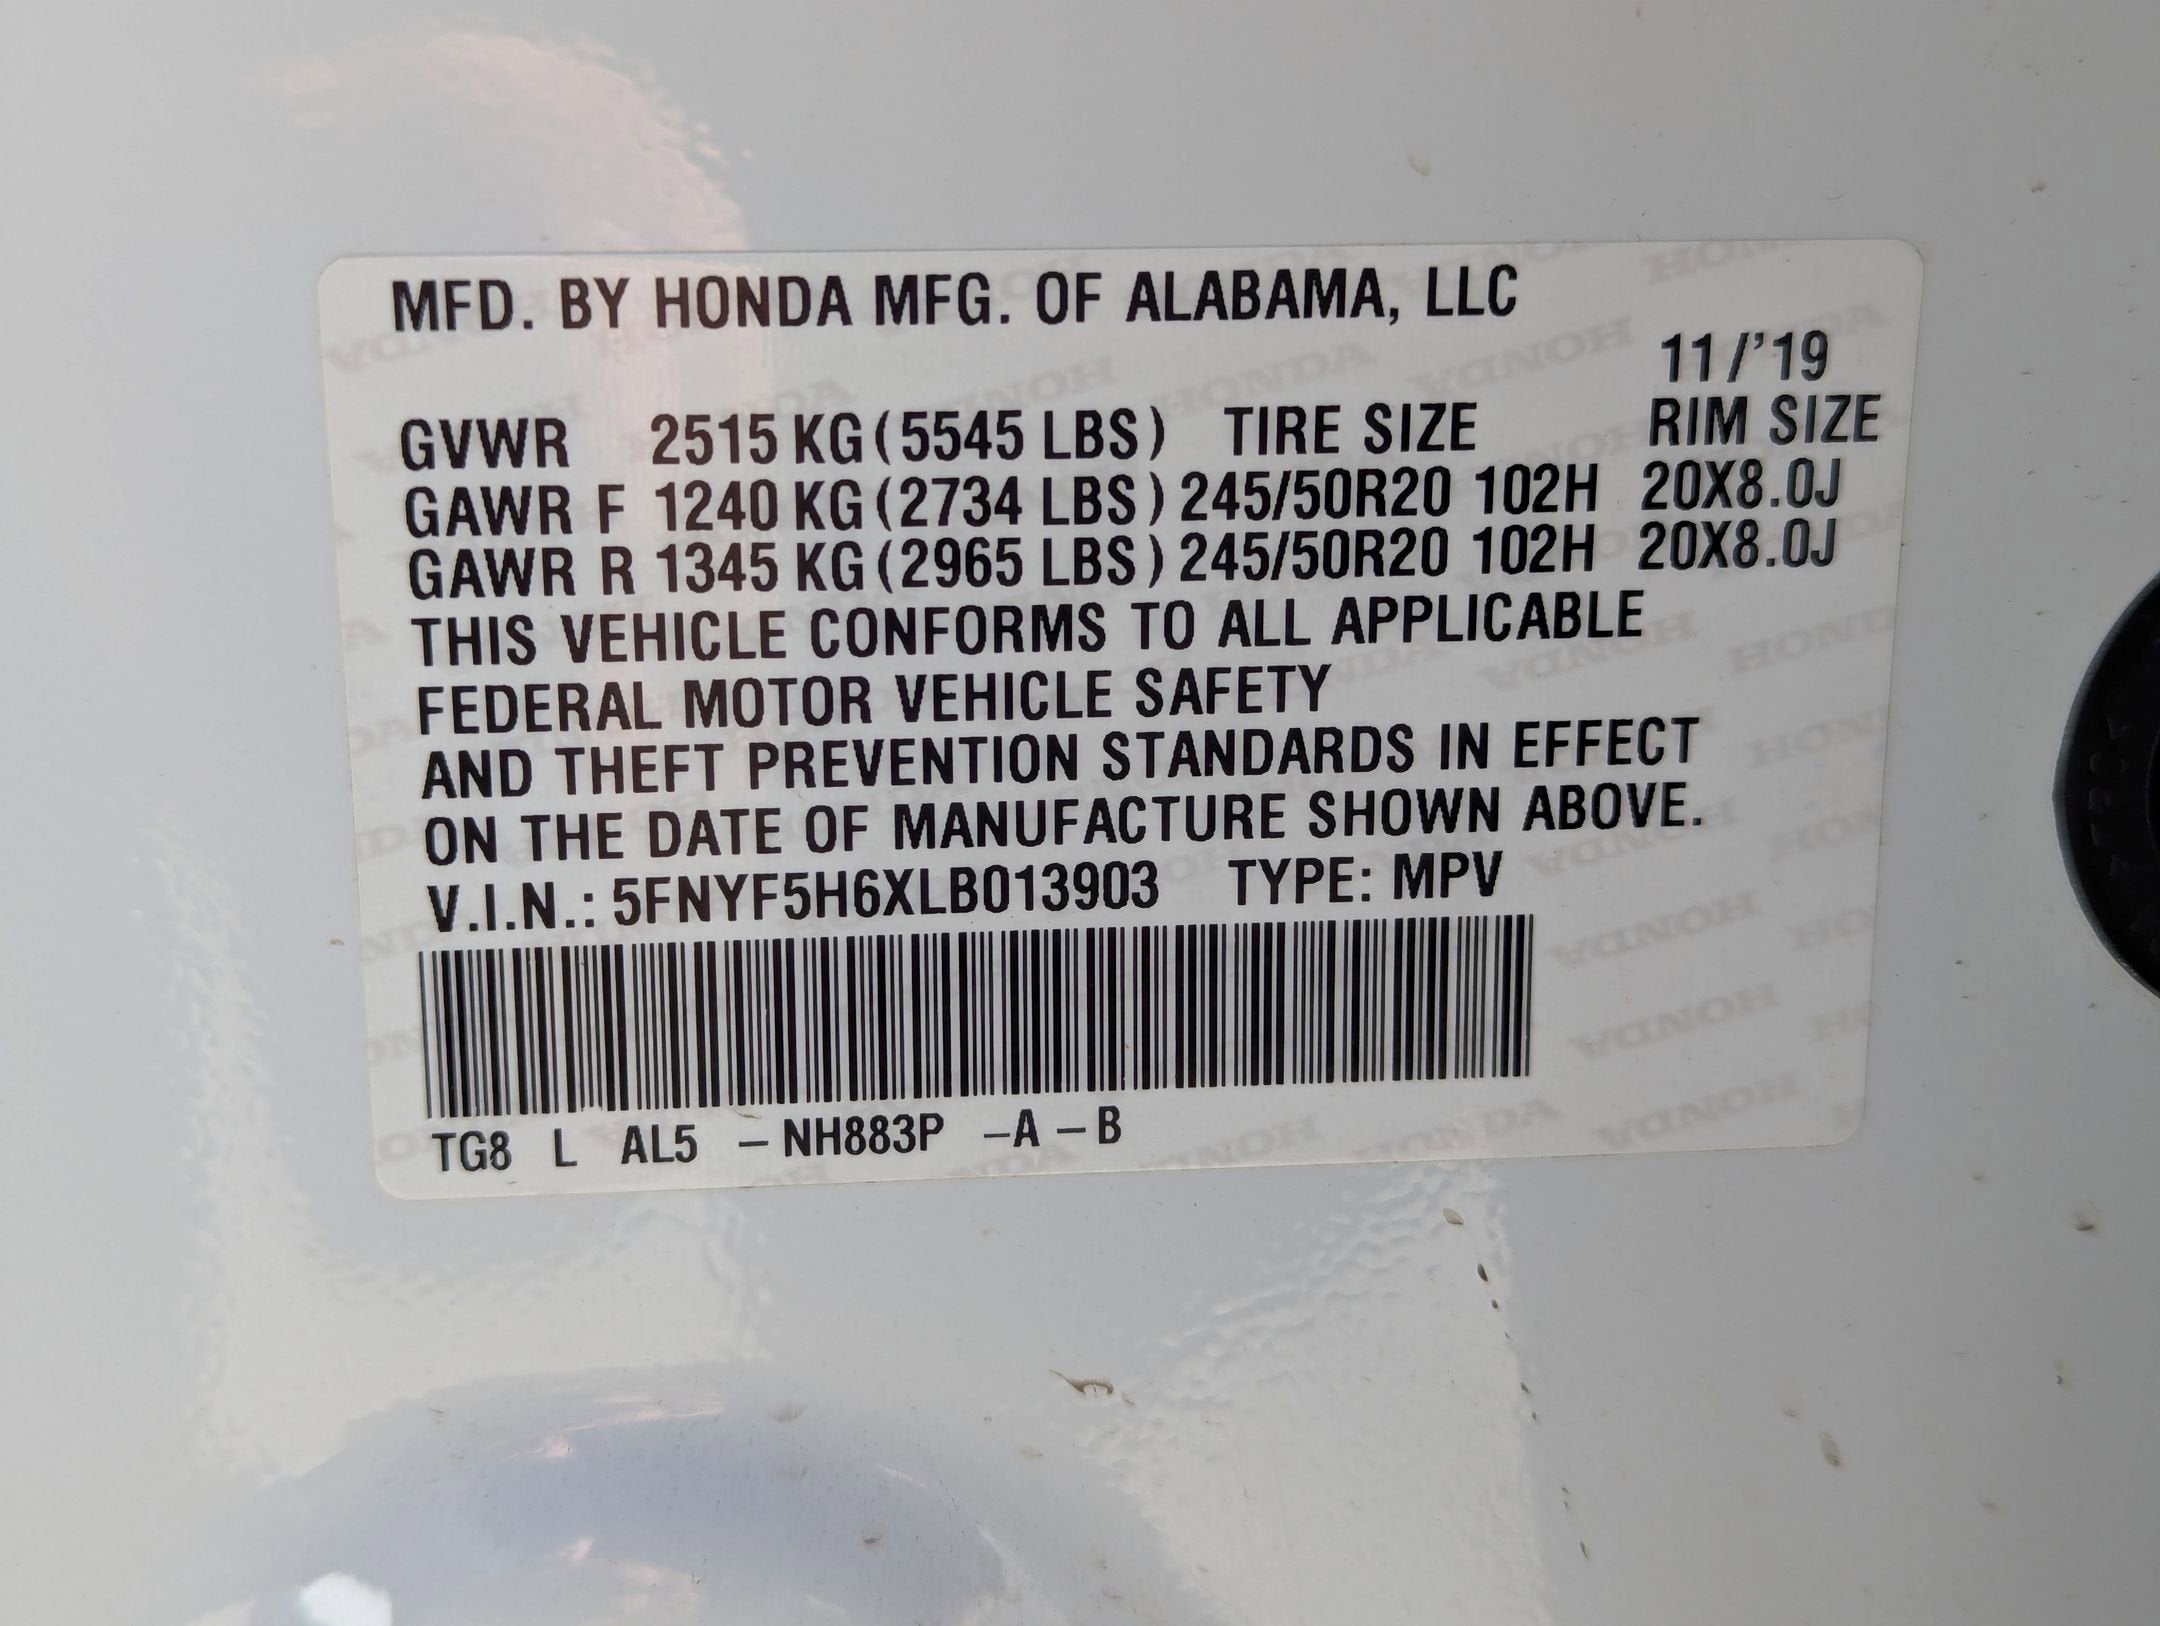 MFD. BY HONDA MFG. OF ALABAMA, LLC
11/'19
GVWR 2515 KG (5545 LBS) TIRE SIZE RIM SIZE
GAWR F 1240 KG (2734 LBS) 245/50R20 102H 20X8.0J
GAWR R 1345 KG (2965 LBS) 245/50R20 102H 20X8.0J
THIS VEHICLE CONFORMS TO ALL APPLICABLE
FEDERAL MOTOR VEHICLE SAFETY
AND THEFT PREVENTION STANDARDS IN EFFECT
ON THE DATE OF MANUFACTURE SHOWN ABOVE.
V.I.N.: 5FNYF5H6XLB013903 TYPE: MPV
TG8 L AL5 –NH883P –A –B